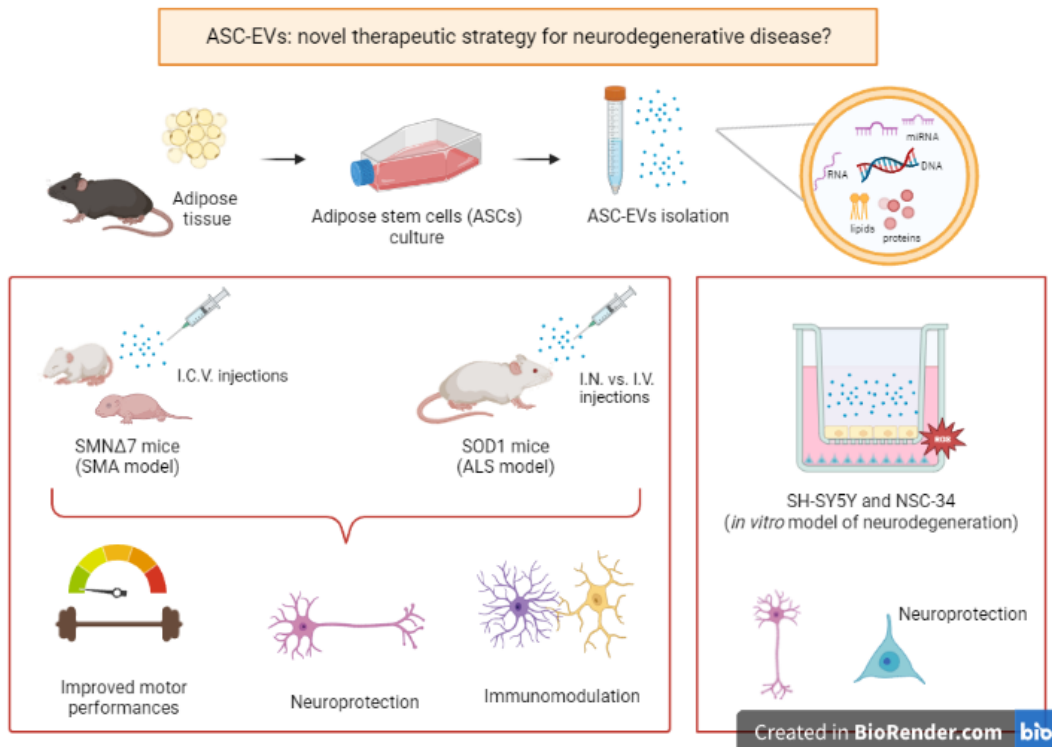 ASC-EVs: novel therapeutic strategy for neurodegenerative disease?
miRNA
RNA
DNA
lipids
proteins
Adipose
tissue
Adipose stem cells (ASCs)
culture
ASC-EVs isolation
I.C.V. injections
I.N. vs. I.V.
injections
SMNΔ7 mice
(SMA model)
SOD1 mice
(ALS model)
ROS
SH-SY5Y and NSC-34
(in vitro model of neurodegeneration)
Improved motor
performances
Neuroprotection
Immunomodulation
Neuroprotection
Created in BioRender.com bio